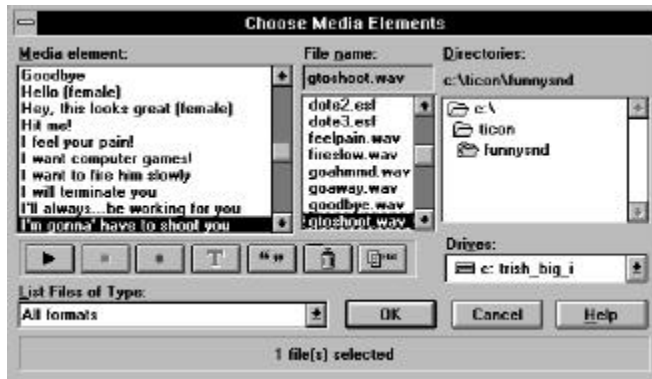 Choose Media Elements
Media element:
Goodbye
Hello (female)
Hey, this looks great (female)
Hit me!
I feel your pain!
I want computer games!
I want to fire him slowly
I will terminate you
I'll always...be working for you
I'm gonna' have to shoot you
File name:
gtoshoot.wav
dote2.esf
dote3.esf
feelpain.wav
fireslow.wav
goahmmd.wav
goaway.wav
goodbye.wav
gtoshoot.wav
Directories:
c:\ticon\funnysnd
c:\
ticon
funnysnd
T
Drives:
c: trish_big_i
List Files of Type:
All formats
OK
Cancel
Help
1 file(s) selected